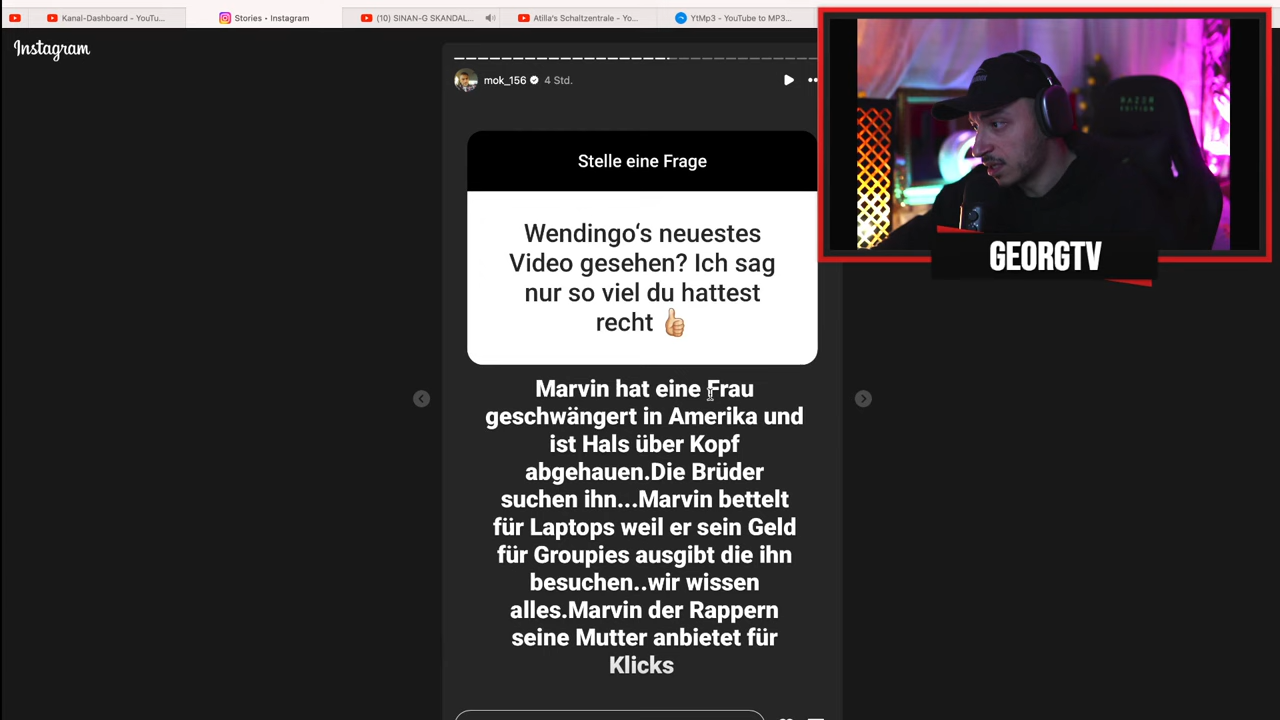 Kanal-Dashboard - YouTu...
Stories • Instagram
(10) SINAN-G SKANDAL...
Atilla's Schaltzentrale - Yo...
YtMp3 - YouTube to MP3...
Instagram
mok_156 4 Std.
RAZER
EDITION
GEORGTV
Stelle eine Frage
Wendingo‘s neuestes
Video gesehen? Ich sag
nur so viel du hattest
recht 👍🏻
Marvin hat eine Frau
geschwängert in Amerika und
ist Hals über Kopf
abgehauen.Die Brüder
suchen ihn...Marvin bettelt
für Laptops weil er sein Geld
für Groupies ausgibt die ihn
besuchen..wir wissen
alles.Marvin der Rappern
seine Mutter anbietet für
Klicks